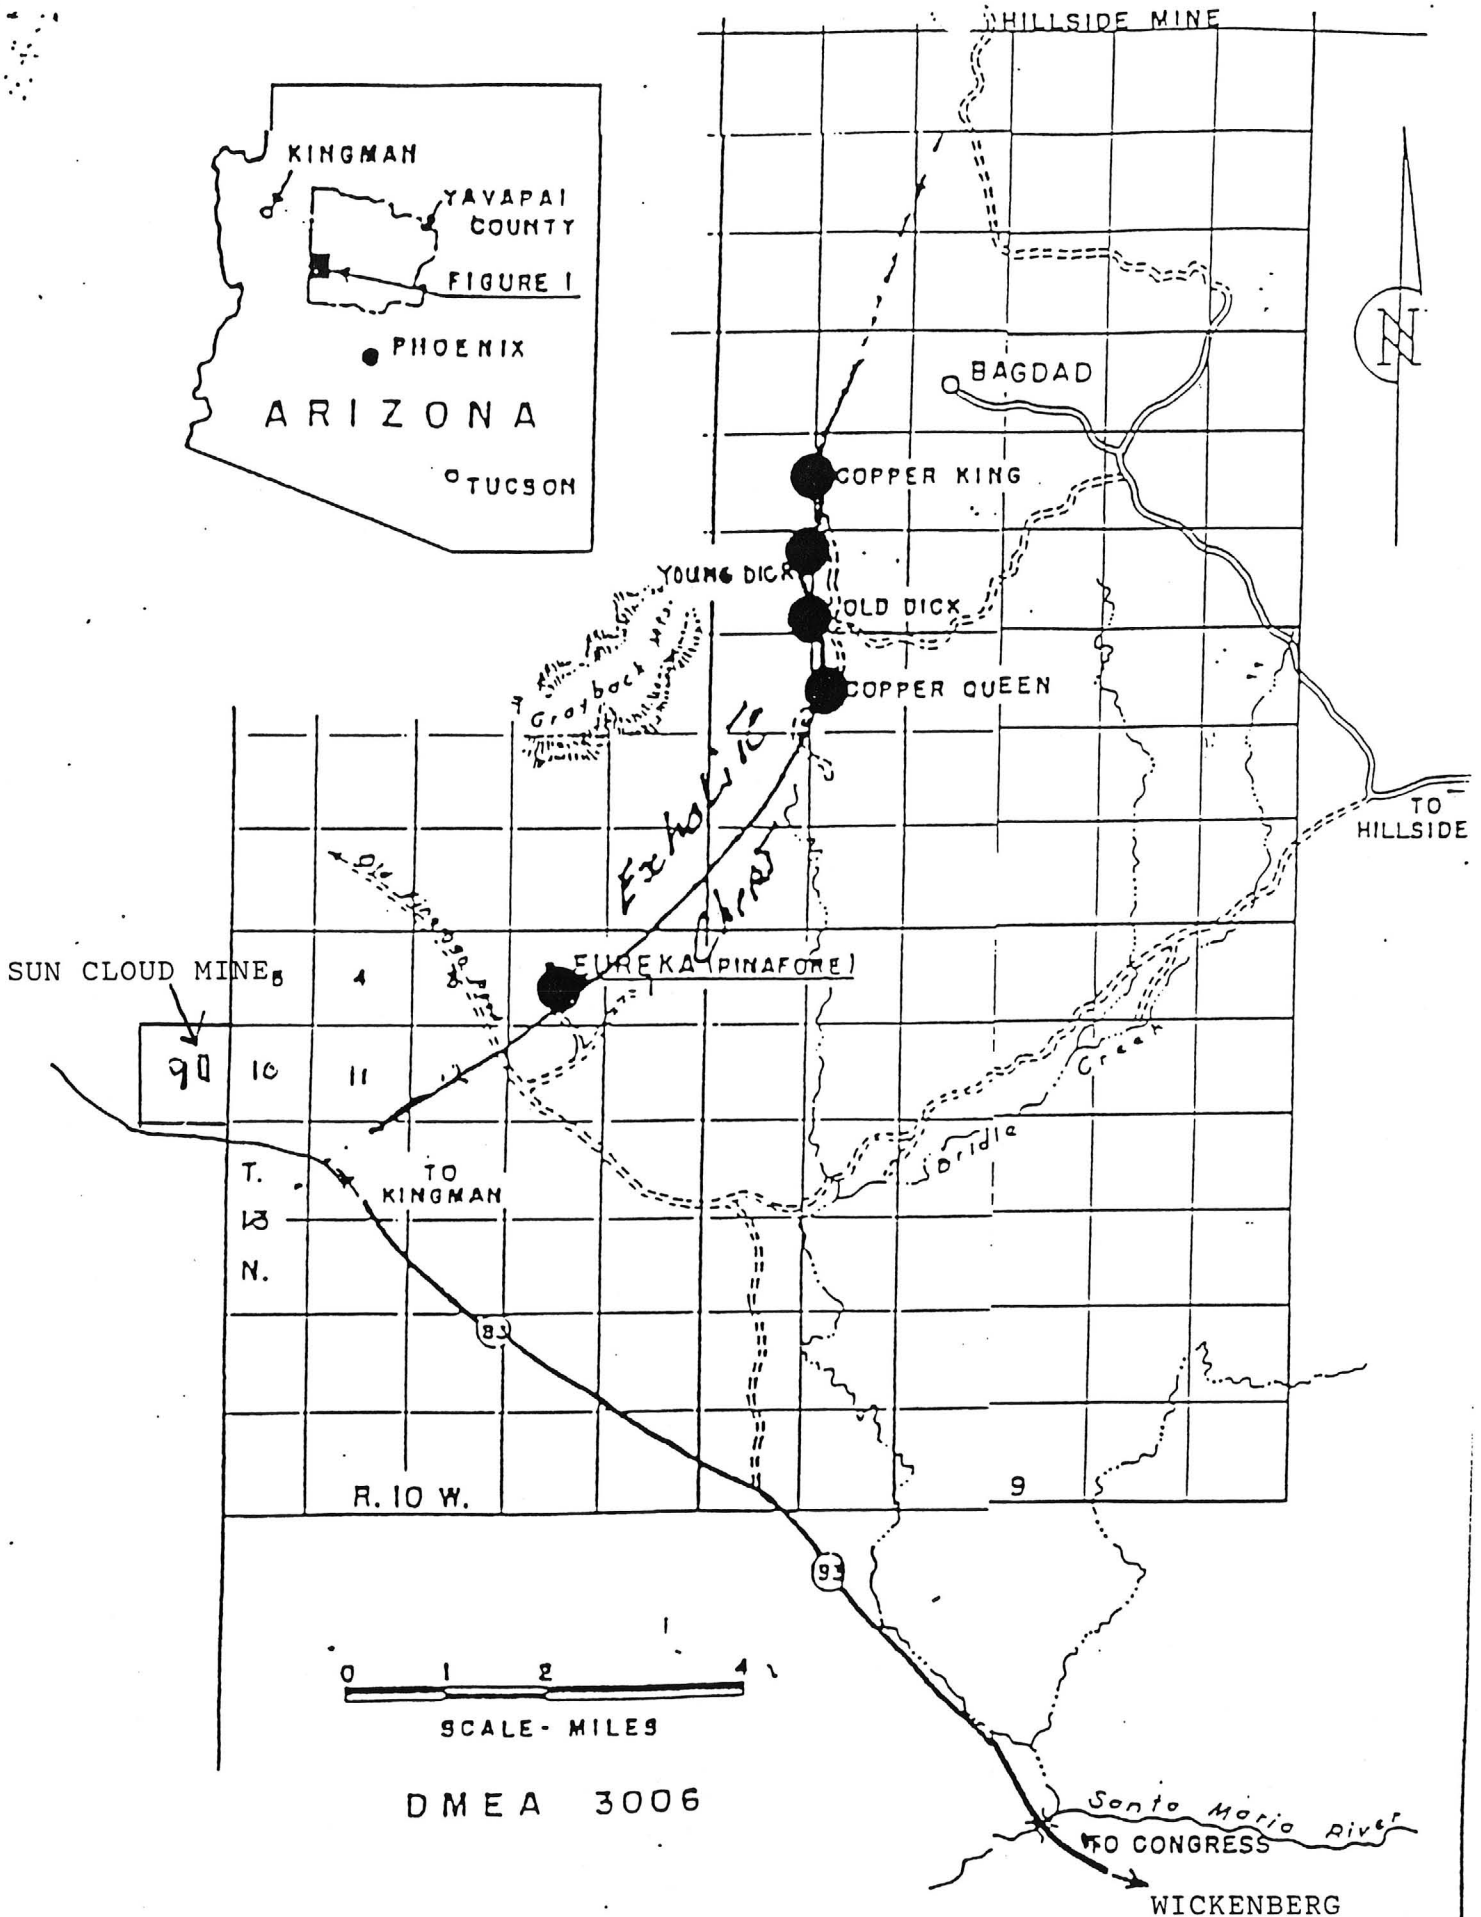 HILLSIDE MINE
KINGMAN
YAVAPAI
COUNTY
FIGURE 1
PHOENIX
ARIZONA
TUCSON
N
BAGDAD
COPPER KING
YOUNG DICK
OLD DICK
COPPER QUEEN
Grayback Mts.
TO
HILLSIDE
EUREKA (PINAFORE)
SUN CLOUD MINE
4
9
10
11
12
Creek
Bridle
T.
13
N.
TO
KINGMAN
93
R. 10 W.
9
93
0 1 2 4
SCALE - MILES
DMEA 3006
Santa Maria River
TO CONGRESS
WICKENBERG